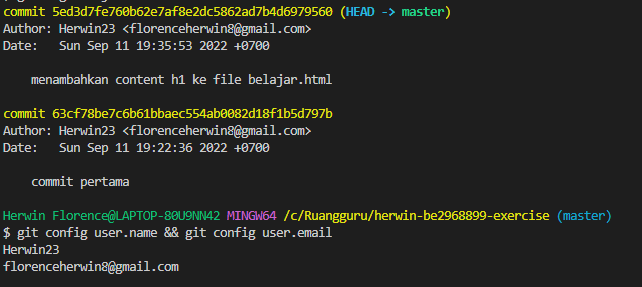 commit 5ed3d7fe760b62e7af8e2dc5862ad7b4d6979560 (HEAD -> master)
Author: Herwin23 <florenceherwin8@gmail.com>
Date:   Sun Sep 11 19:35:53 2022 +0700
menambahkan content h1 ke file belajar.html
commit 63cf78be7c6b61bbaec554ab0082d18f1b5d797b
Author: Herwin23 <florenceherwin8@gmail.com>
Date:   Sun Sep 11 19:22:36 2022 +0700
commit pertama
Herwin Florence@LAPTOP-80U9NN42 MINGW64 /c/Ruangguru/herwin-be2968899-exercise (master)
$ git config user.name && git config user.email
Herwin23
florenceherwin8@gmail.com